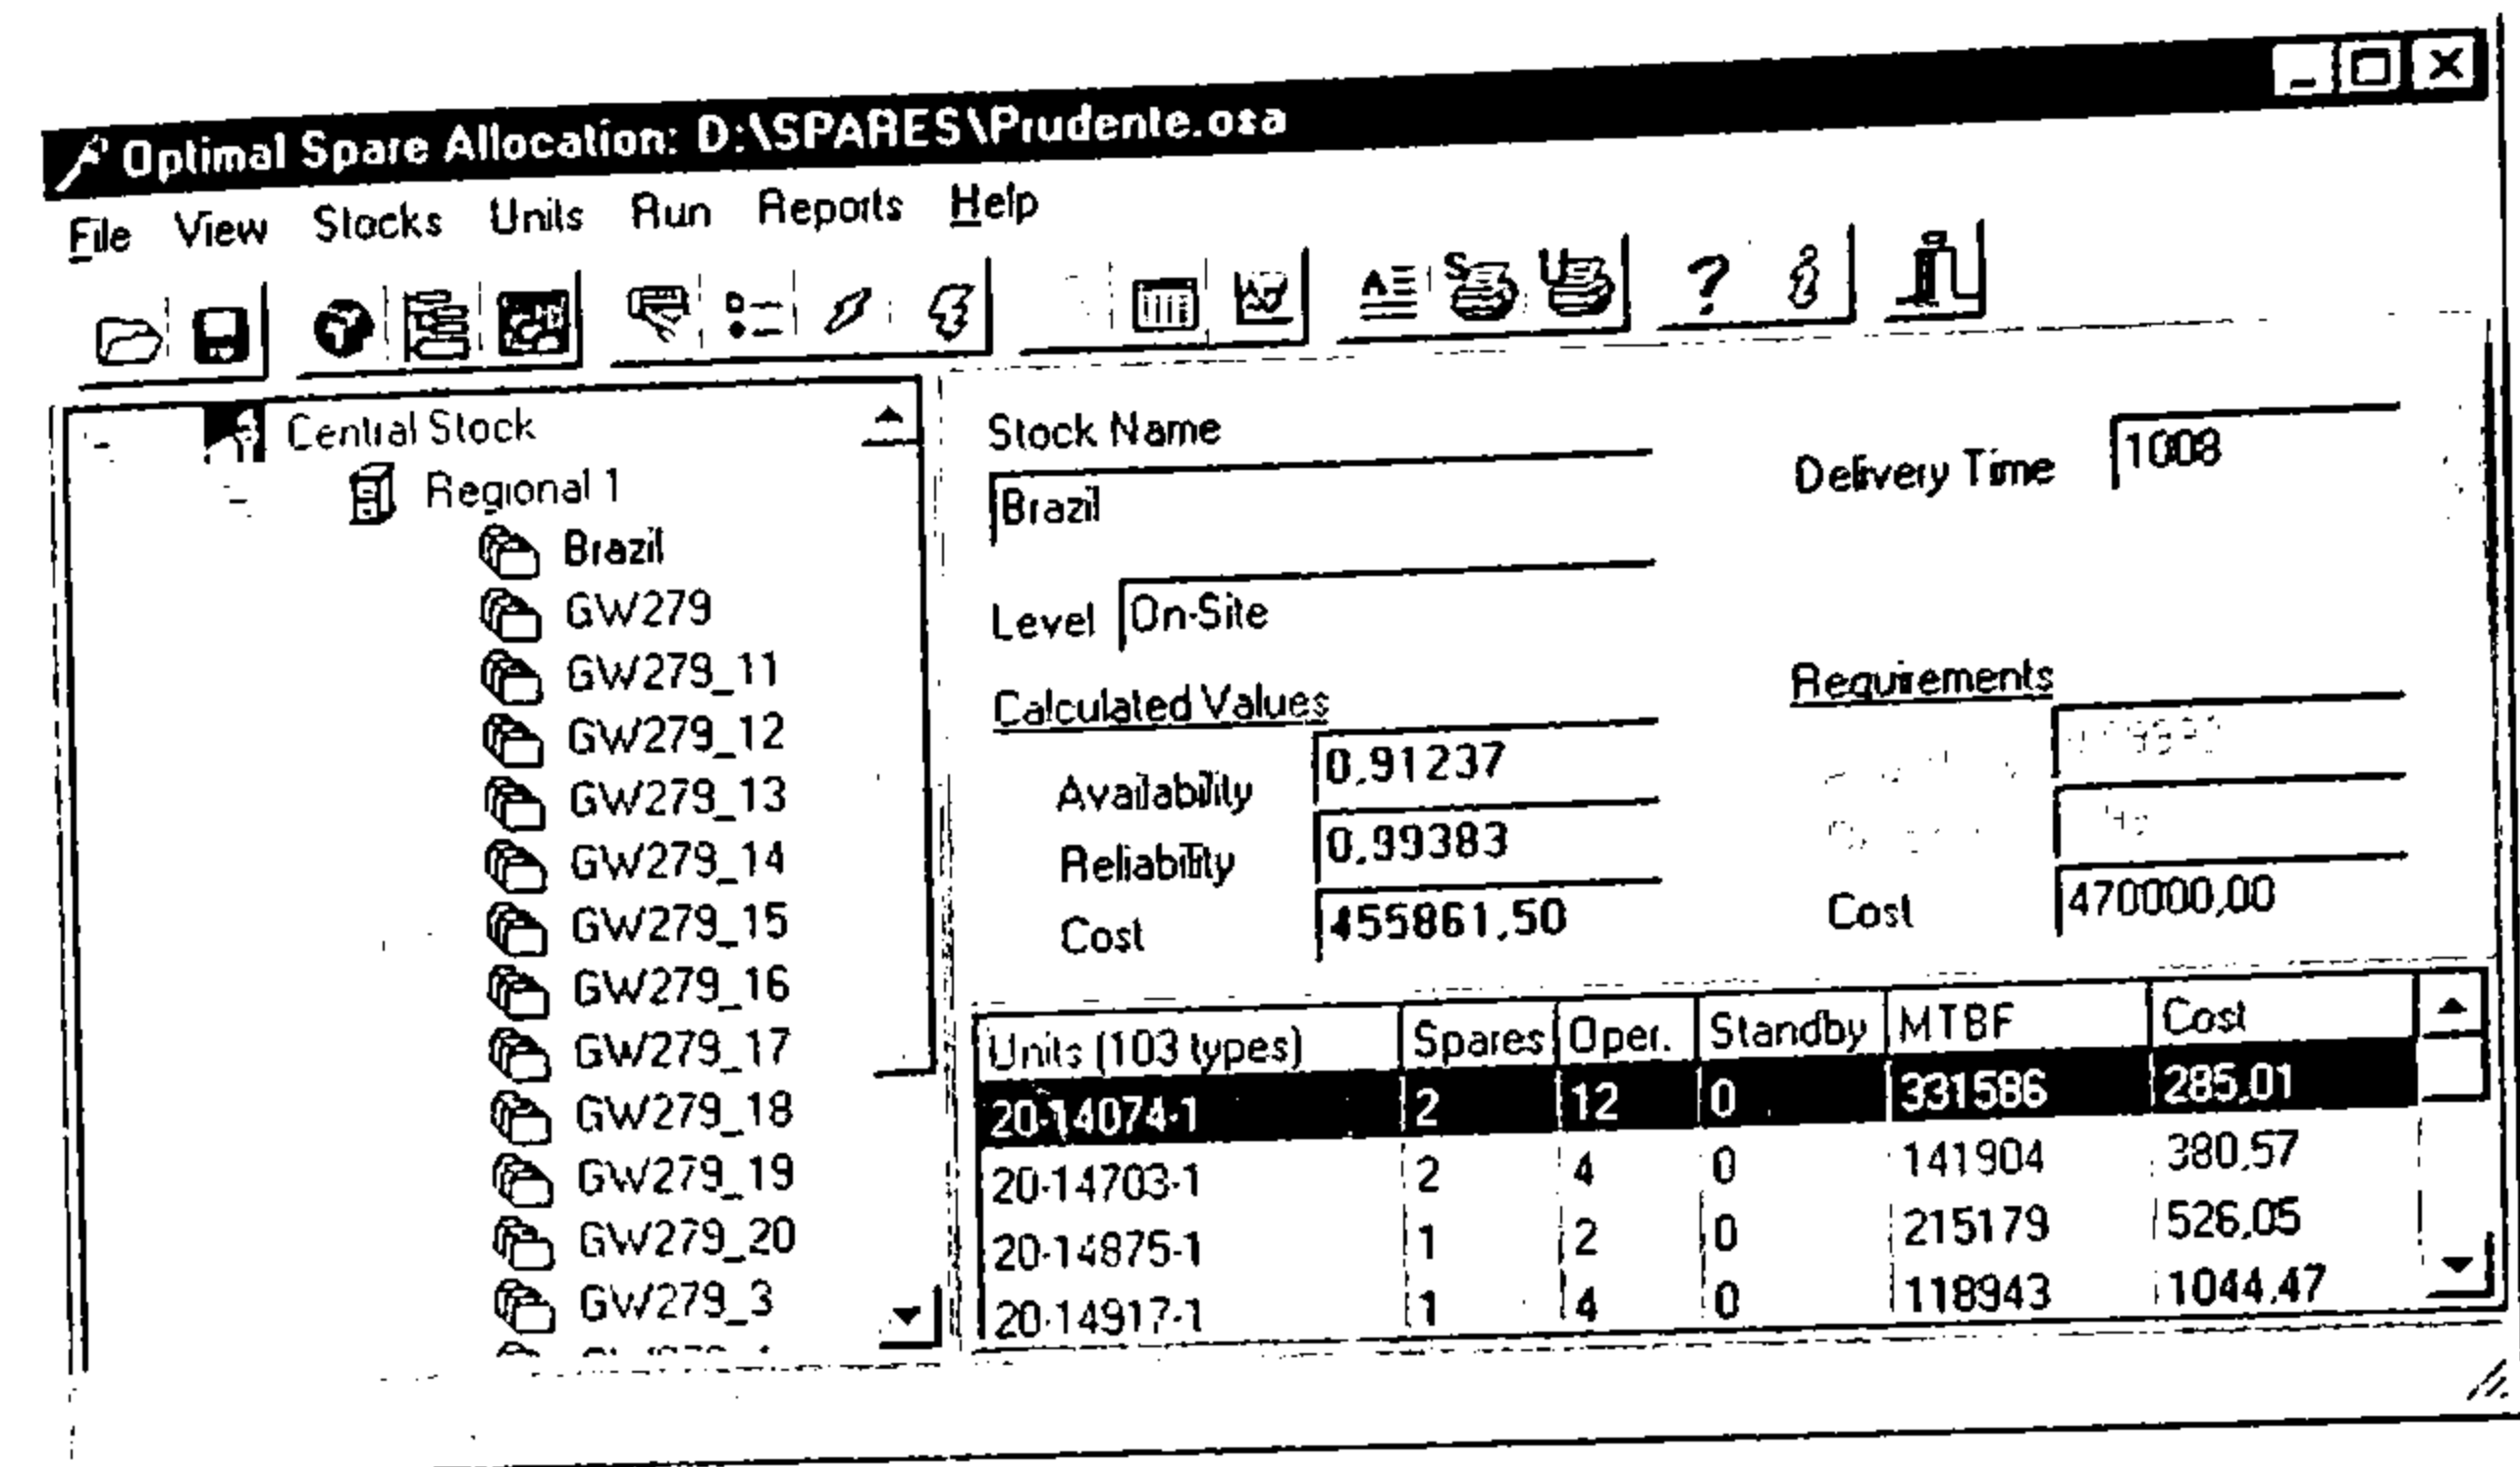 Optimal Spare Allocation: D:\SPARES\Prudente.osa
File View Stocks Units Run Reports Help
Central Stock
Regional 1
Brazil
GW279
GW279_11
GW279_12
GW279_13
GW279_14
GW279_15
GW279_16
GW279_17
GW279_18
GW279_19
GW279_20
GW279_3
Stock Name
Brazil
Delivery Time 1008
Level On-Site
Calculated Values
Availability 0,91237
Reliability 0,99383
Cost 455861,50
Requirements
Cost 470000,00
Units (103 types) Spares Oper. Standby MTBF Cost
20-14074-1 2 12 0 331586 285,01
20-14703-1 2 4 0 141904 380,57
20-14875-1 1 2 0 215179 526,05
20-14917-1 1 4 0 118943 1044,47